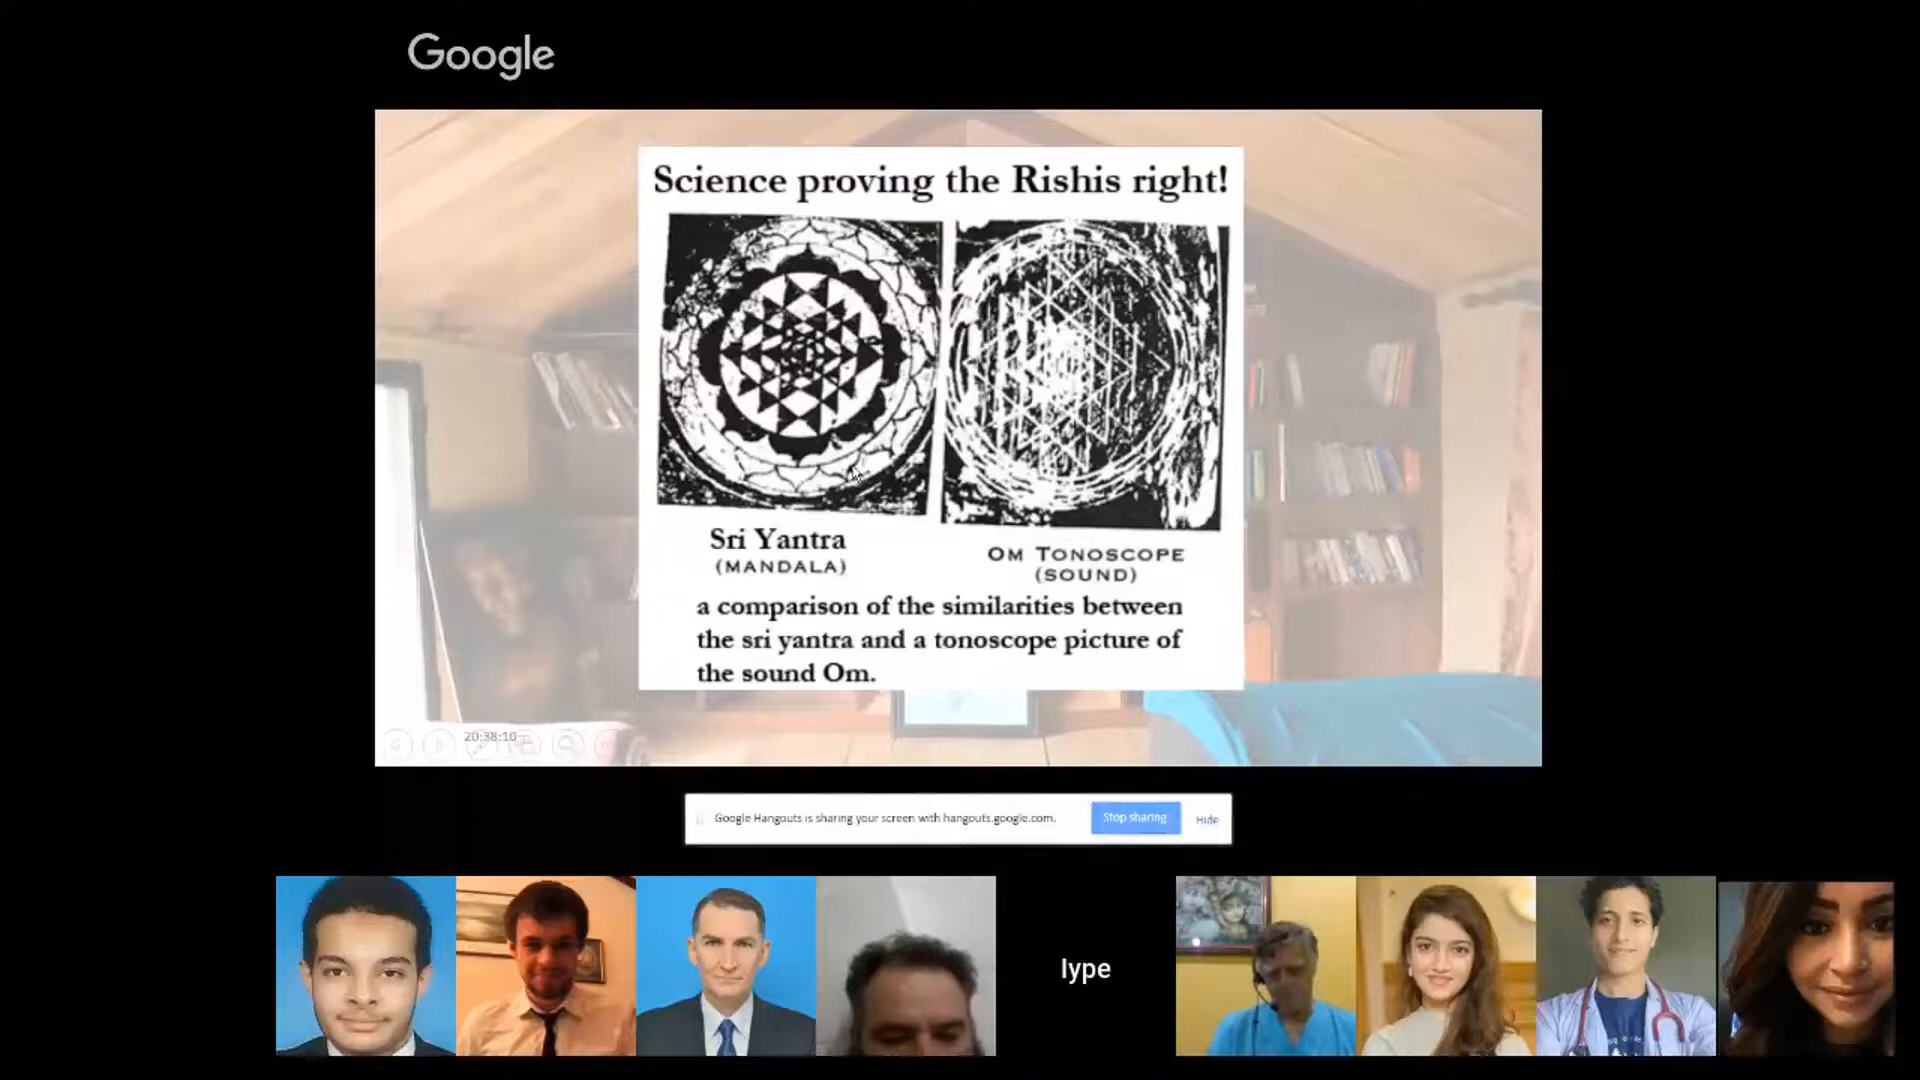 Google
Science proving the Rishis right!
Sri Yantra
(MANDALA)
OM TONOSCOPE
(SOUND)
a comparison of the similarities between
the sri yantra and a tonoscope picture of
the sound Om.
20:38:10
Google Hangouts is sharing your screen with hangouts.google.com.
Stop sharing
Hide
Iype